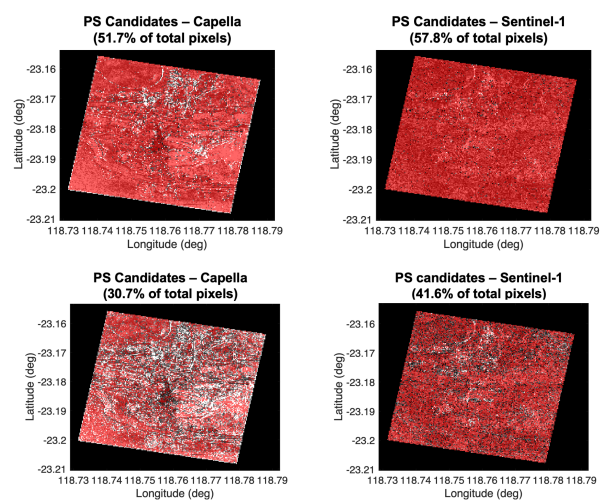 PS Candidates – Capella
(51.7% of total pixels)
-23.16
-23.17
-23.18
-23.19
-23.2
-23.21
Latitude (deg)
118.73 118.74 118.75 118.76 118.77 118.78 118.79
Longitude (deg)
PS Candidates – Sentinel-1
(57.8% of total pixels)
-23.16
-23.17
-23.18
-23.19
-23.2
-23.21
Latitude (deg)
118.73 118.74 118.75 118.76 118.77 118.78 118.79
Longitude (deg)
PS Candidates – Capella
(30.7% of total pixels)
-23.16
-23.17
-23.18
-23.19
-23.2
-23.21
Latitude (deg)
118.73 118.74 118.75 118.76 118.77 118.78 118.79
Longitude (deg)
PS candidates – Sentinel-1
(41.6% of total pixels)
-23.16
-23.17
-23.18
-23.19
-23.2
-23.21
Latitude (deg)
118.73 118.74 118.75 118.76 118.77 118.78 118.79
Longitude (deg)